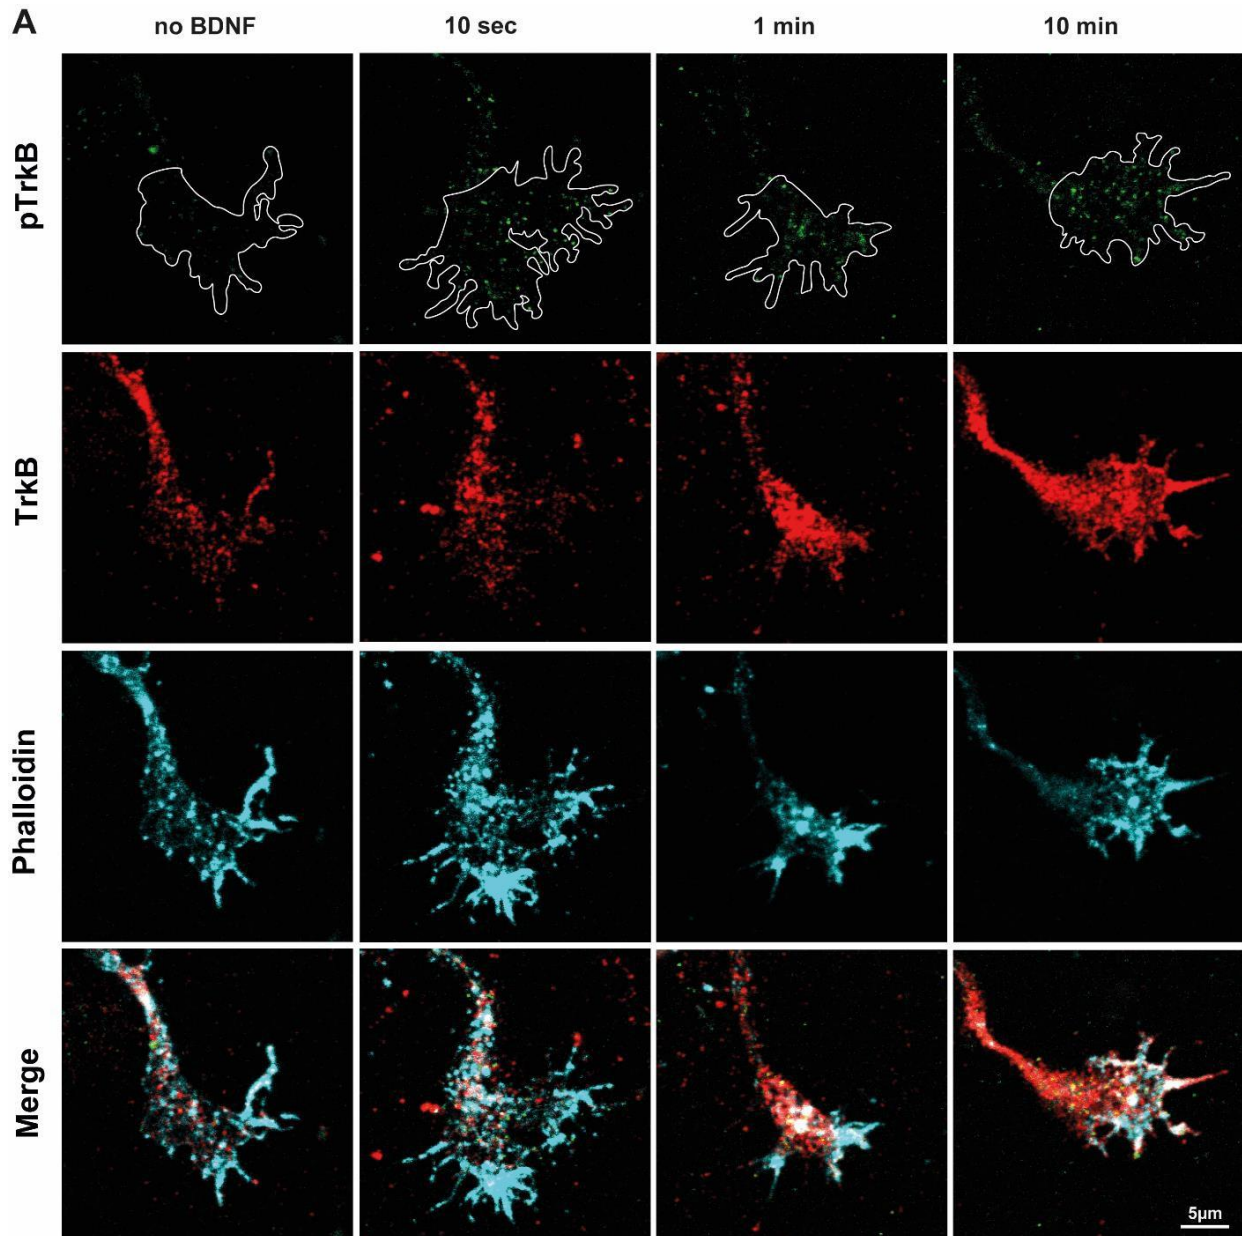 A
no BDNF 10 sec 1 min 10 min
pTrkB
TrkB
Phalloidin
Merge
5µm